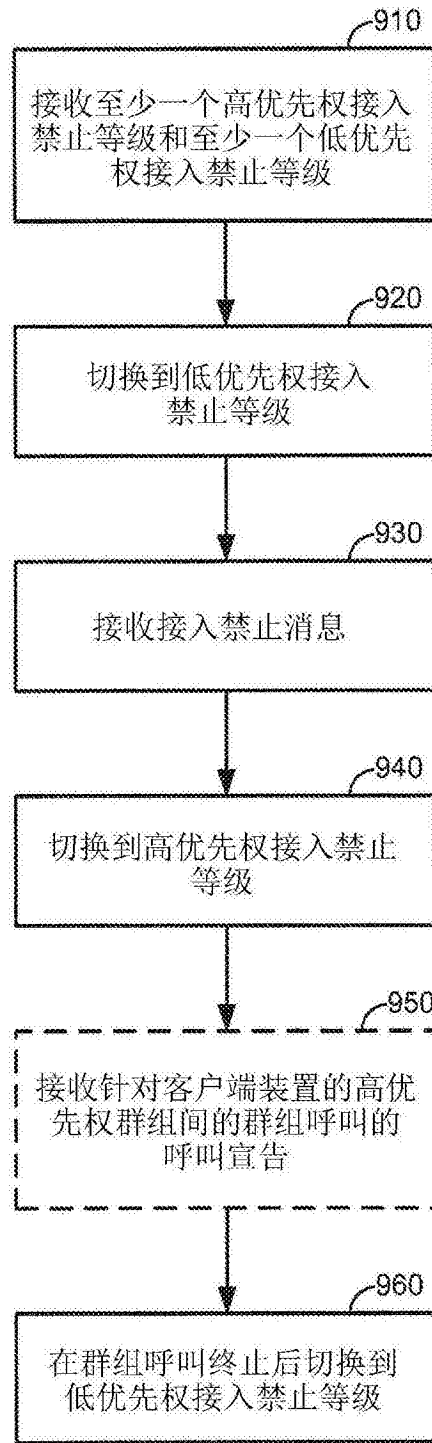 910
接收至少一个高优先权接入
禁止等级和至少一个低优先
权接入禁止等级
920
切换到低优先权接入
禁止等级
930
接收接入禁止消息
940
切换到高优先权接入禁止
等级
950
接收针对客户端装置的高优
先权群组间的群组呼叫的
呼叫宣告
960
在群组呼叫终止后切换到
低优先权接入禁止等级